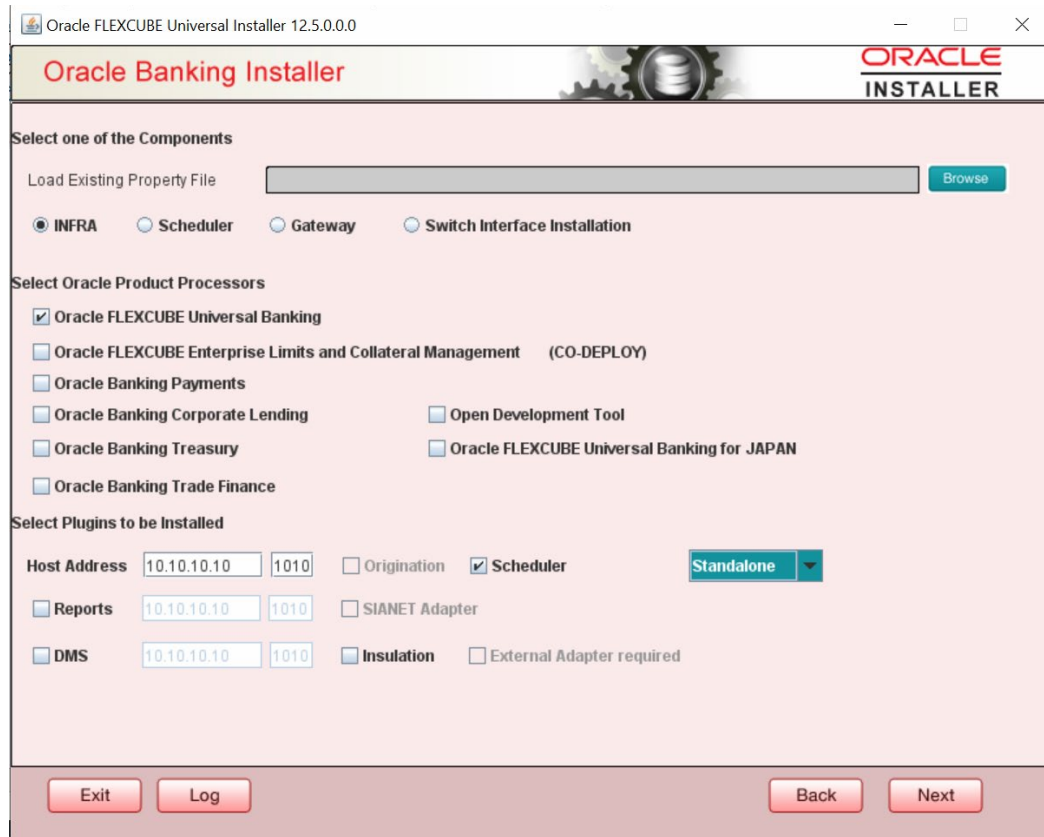 Oracle FLEXCUBE Universal Installer 12.5.0.0.0
Oracle Banking Installer
ORACLE
INSTALLER
Select one of the Components
Load Existing Property File
Browse
INFRA Scheduler Gateway Switch Interface Installation
Select Oracle Product Processors
Oracle FLEXCUBE Universal Banking
Oracle FLEXCUBE Enterprise Limits and Collateral Management (CO-DEPLOY)
Oracle Banking Payments
Oracle Banking Corporate Lending Open Development Tool
Oracle Banking Treasury Oracle FLEXCUBE Universal Banking for JAPAN
Oracle Banking Trade Finance
Select Plugins to be Installed
Host Address 10.10.10.10 1010 Origination Scheduler Standalone
Reports 10.10.10.10 1010 SIANET Adapter
DMS 10.10.10.10 1010 Insulation External Adapter required
Exit Log Back Next